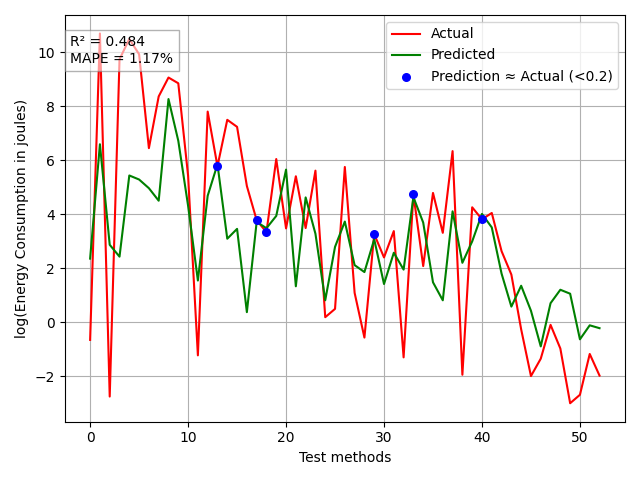 R² = 0.484
MAPE = 1.17%
Actual
Predicted
Prediction ≈ Actual (<0.2)
log(Energy Consumption in joules)
10
8
6
4
2
0
−2
0 10 20 30 40 50
Test methods